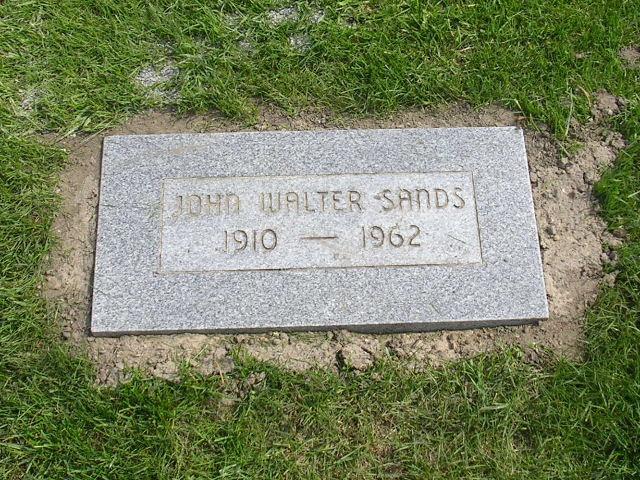 JOHN WALTER SANDS
1910 — 1962